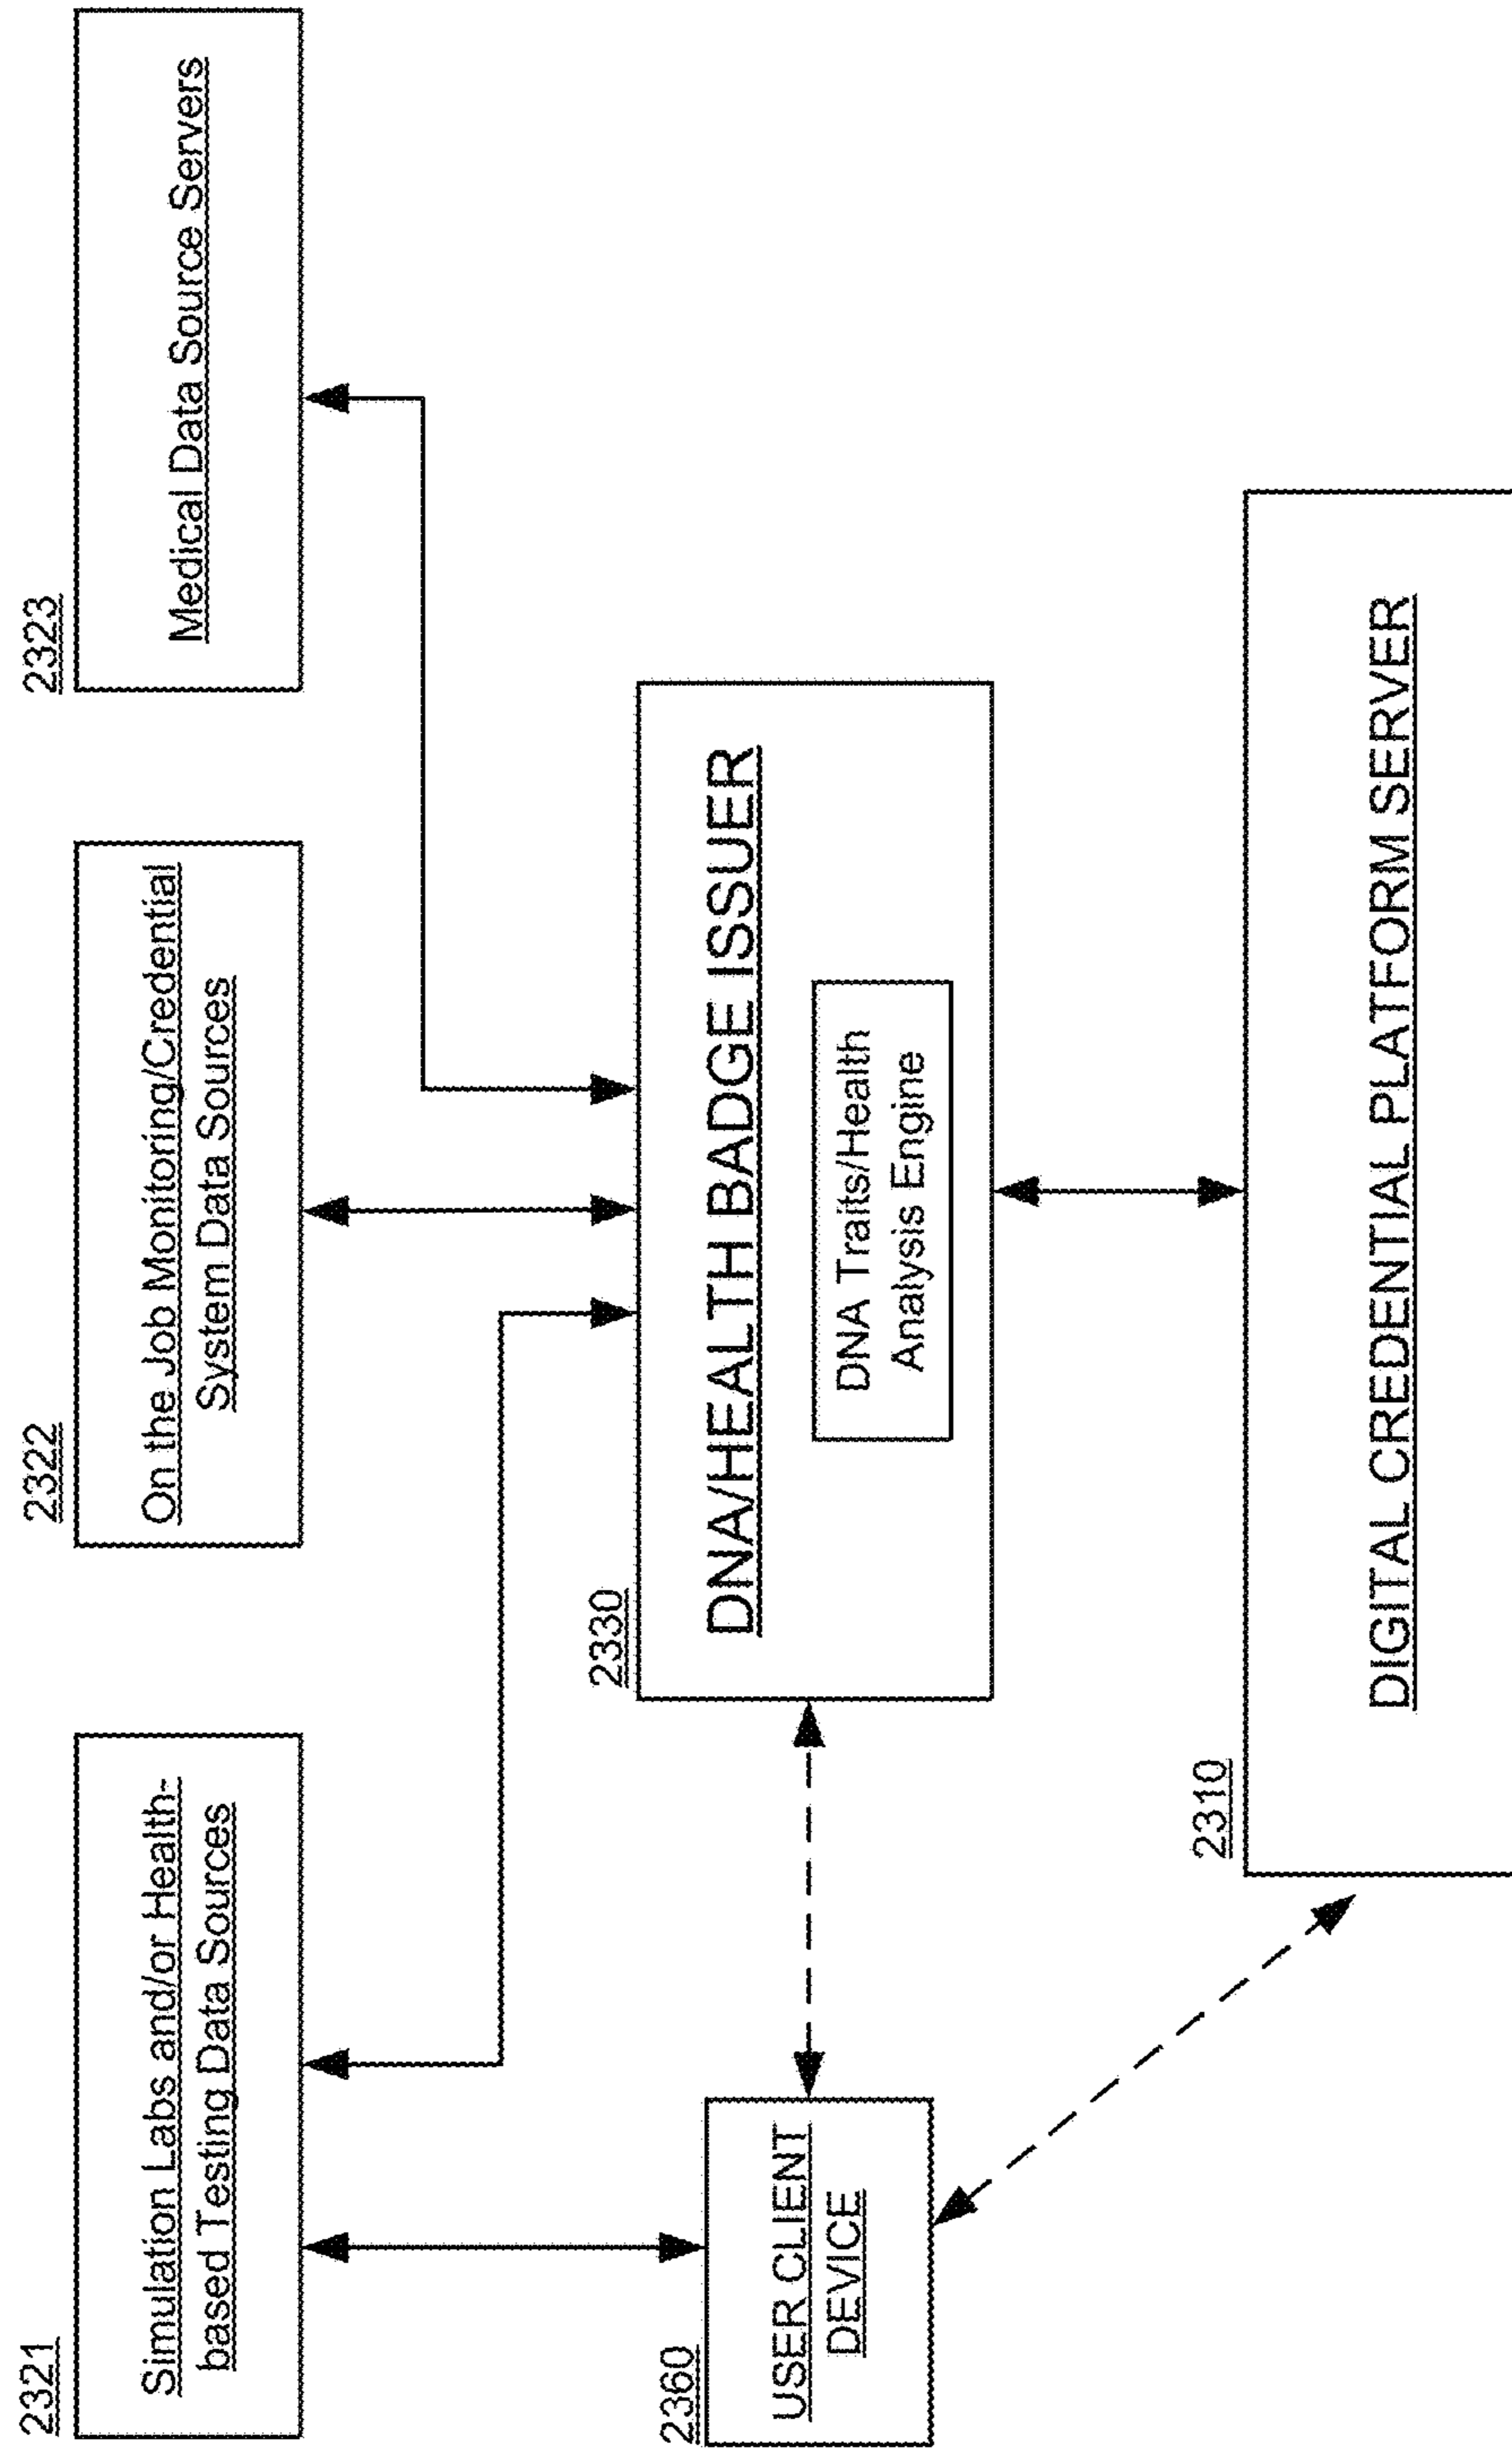 2321
Simulation Labs and/or Health-
based Testing Data Sources
2322
On the Job Monitoring/Credential
System Data Sources
2323
Medical Data Source Servers
2330
DNA/HEALTH BADGE ISSUER
DNA Traits/Health
Analysis Engine
2360
USER CLIENT
DEVICE
2310
DIGITAL CREDENTIAL PLATFORM SERVER